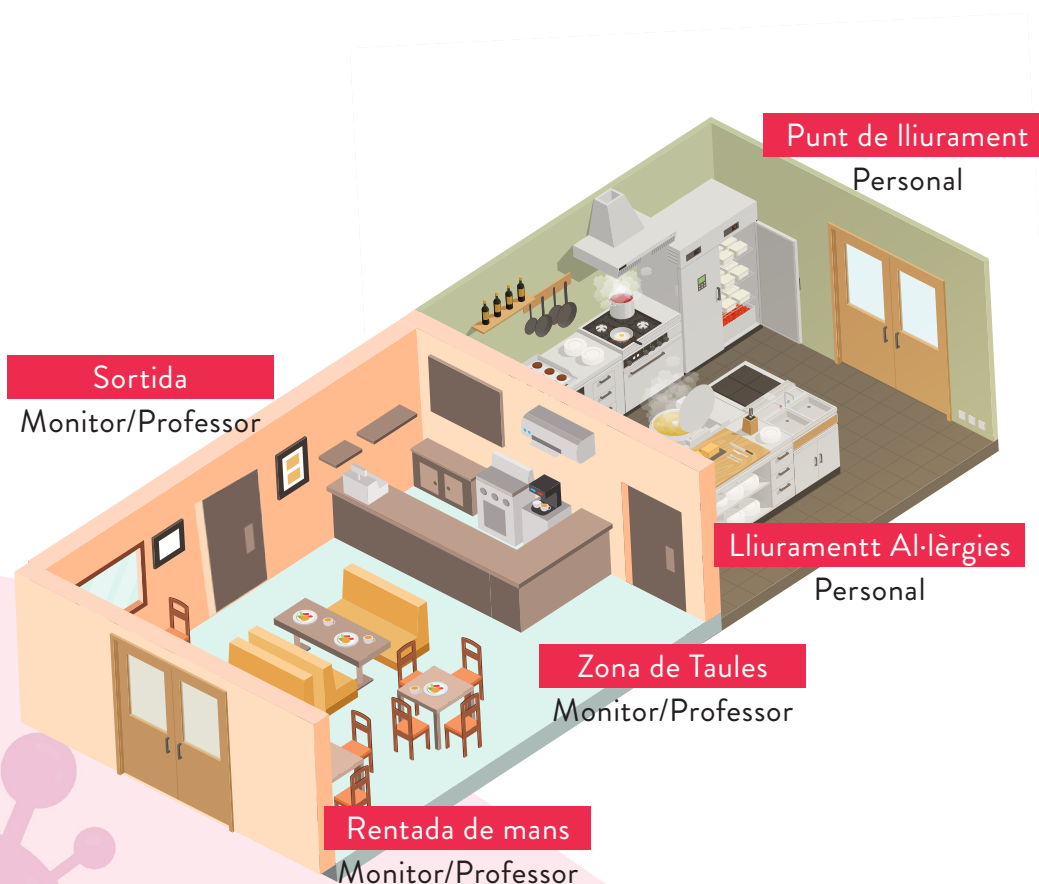 Punt de lliurament
Personal
Sortida
Monitor/Professor
Lliuramentt Al·lèrgies
Personal
Zona de Taules
Monitor/Professor
Rentada de mans
Monitor/Professor